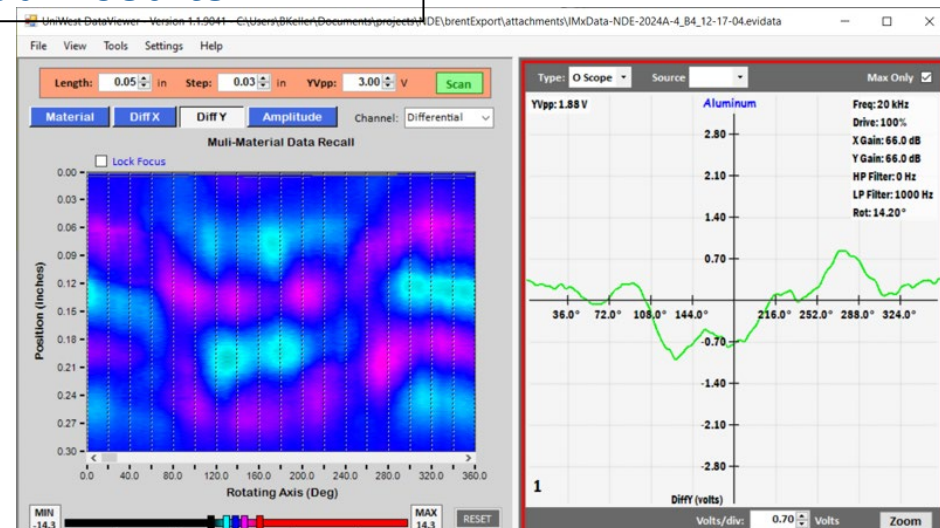 UniWest DataViewer - Version 1.1.9041 - C:\Users\BKeller\Documents\projects\NDE\brentExport\attachments\IMxData-NDE-2024A-4_B4_12-17-04.evidata
File View Tools Settings Help
Length: 0.05 in Step: 0.03 in YVpp: 3.00 V Scan
Material Diff X Diff Y Amplitude Channel: Differential
Muli-Material Data Recall
Lock Focus
0.00
0.03
0.06
0.09
0.12
0.15
0.18
0.21
0.24
0.27
0.30
Position (inches)
0.0 40.0 80.0 120.0 160.0 200.0 240.0 280.0 320.0 360.0
Rotating Axis (Deg)
MIN
-14.3
MAX
14.3
RESET
Type: O Scope Source Max Only
YVpp: 1.88 V
Aluminum
Freq: 20 kHz
Drive: 100%
X Gain: 66.0 dB
Y Gain: 66.0 dB
HP Filter: 0 Hz
LP Filter: 1000 Hz
Rot: 14.20°
2.80
2.10
1.40
0.70
36.0° 72.0° 108.0° 144.0° 216.0° 252.0° 288.0° 324.0°
-0.70
-1.40
-2.10
-2.80
1
DiffY (volts)
Volts/div: 0.70 Volts Zoom